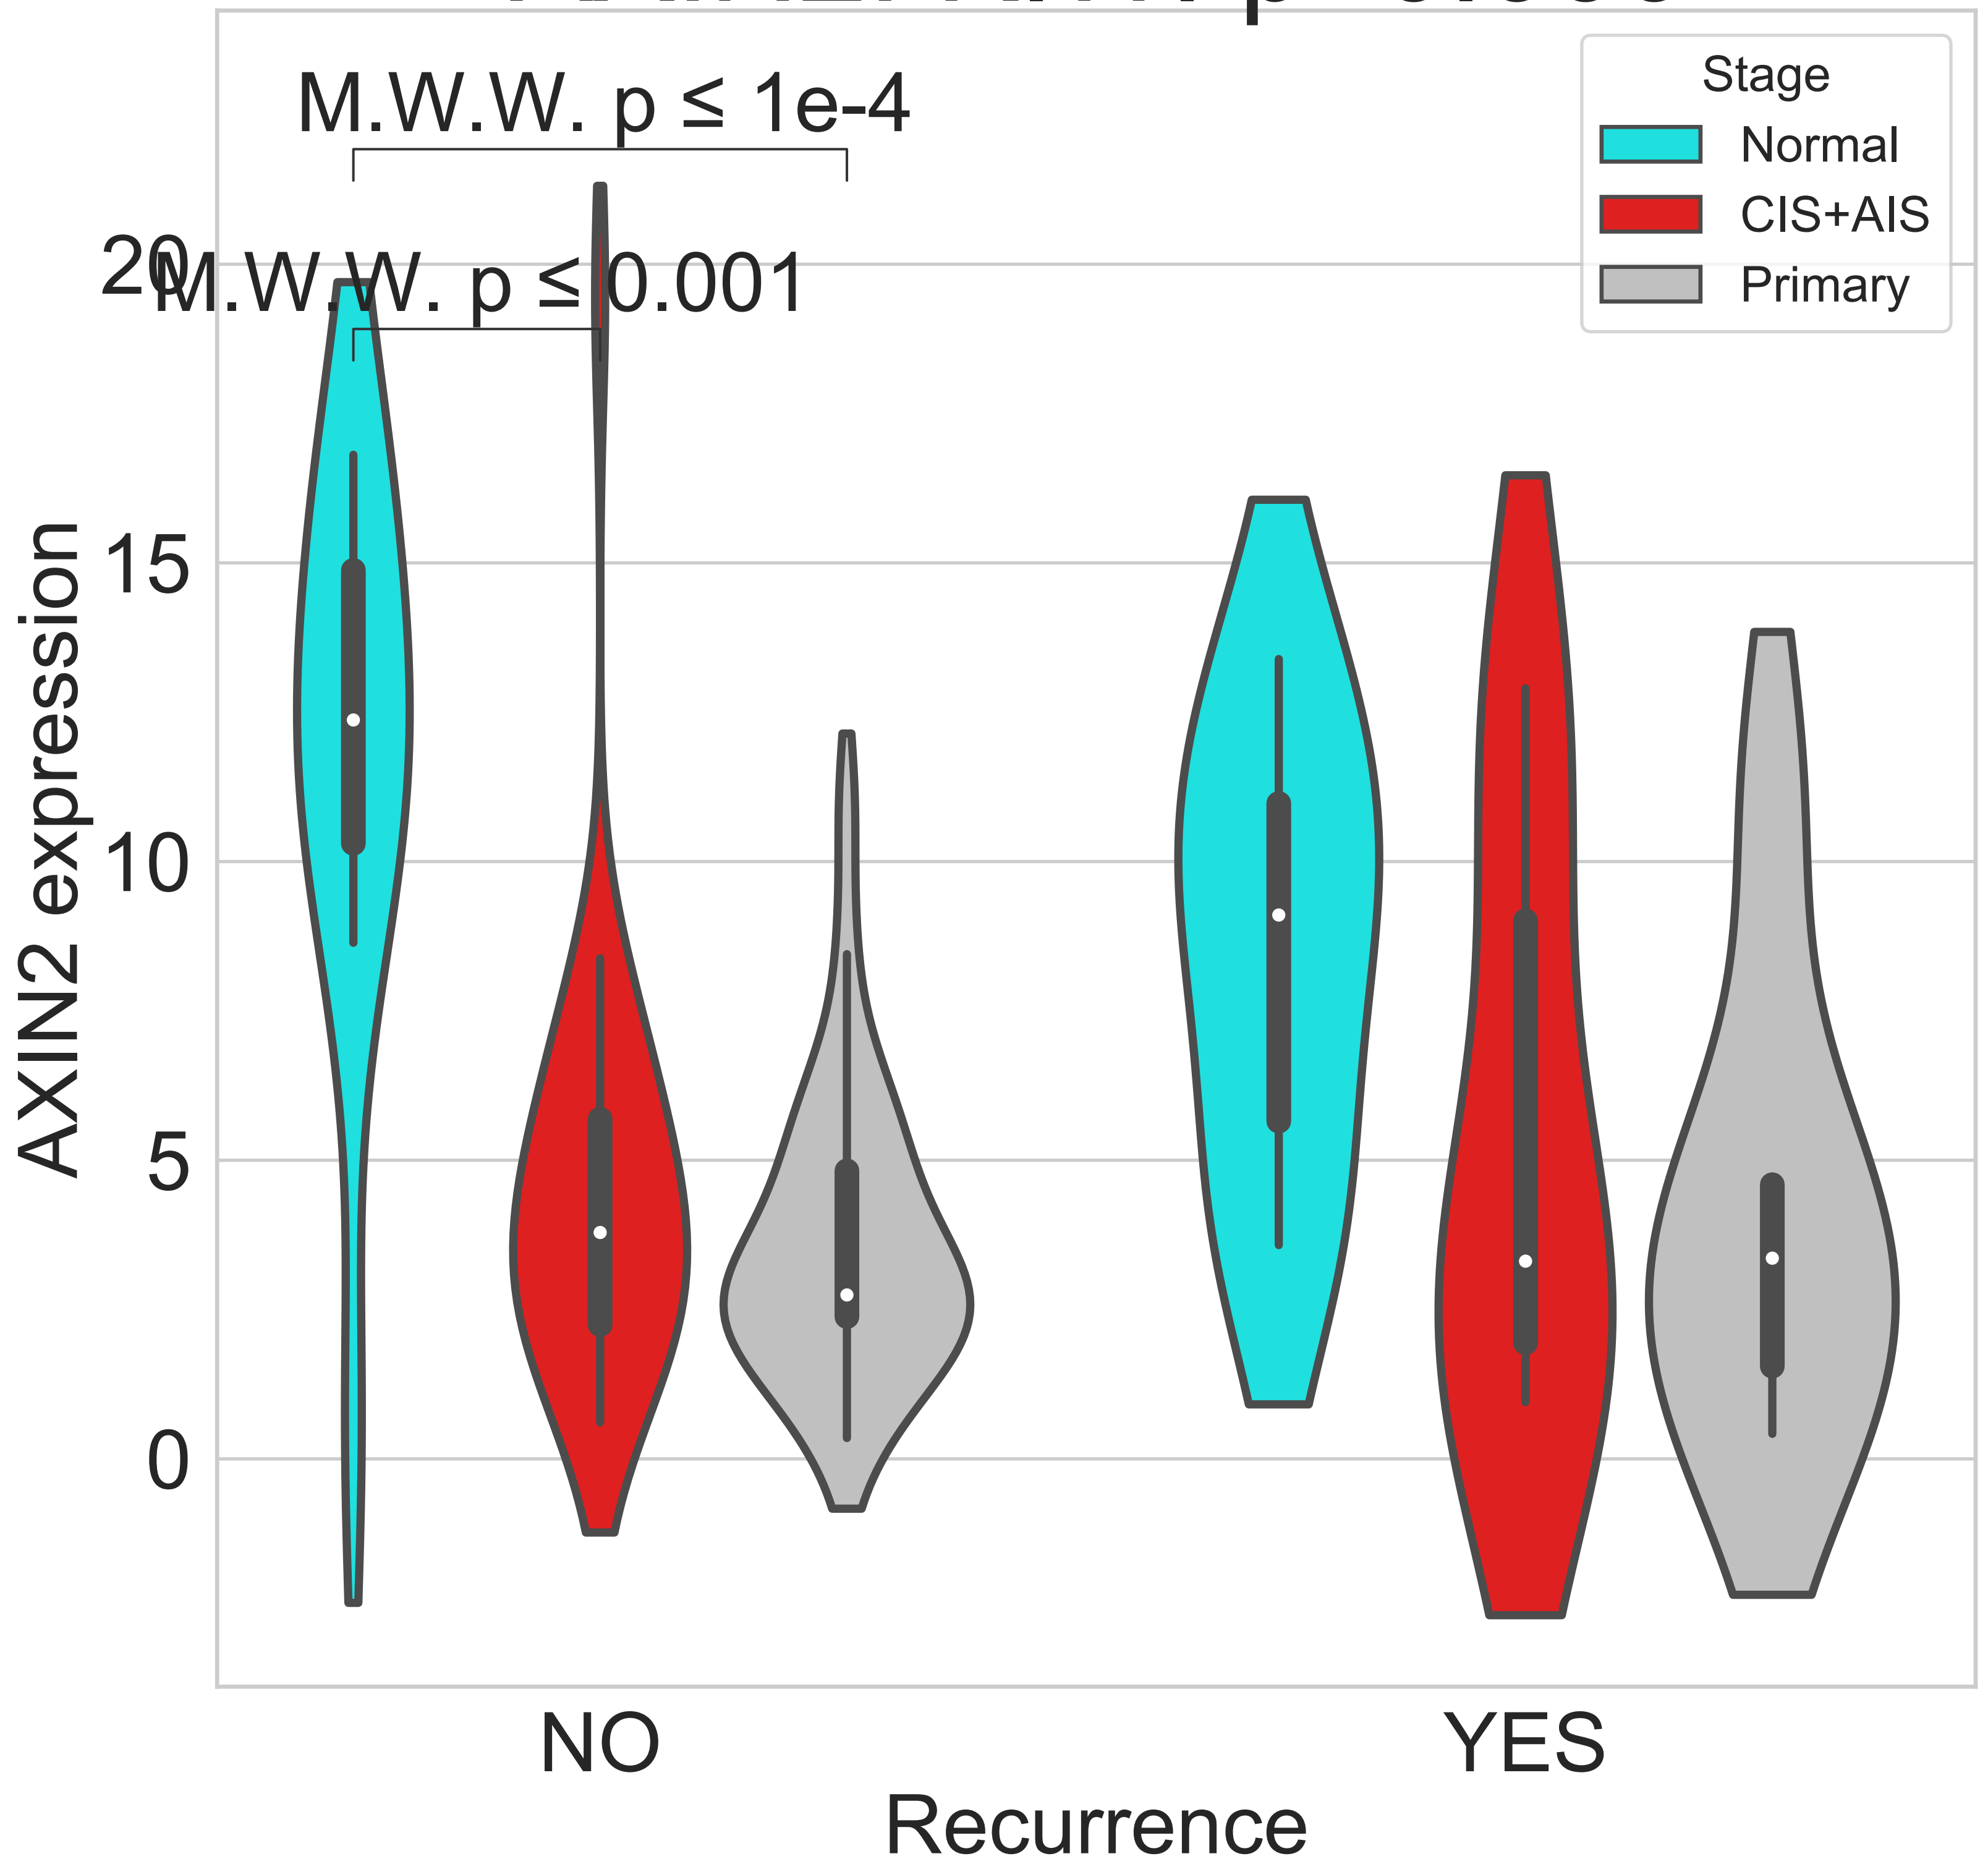 M.W.W. p ≤ 1e-4
M.W.W. p ≤ 0.001
Stage
Normal
CIS+AIS
Primary
20
15
10
5
0
AXIN2 expression
NO
YES
Recurrence